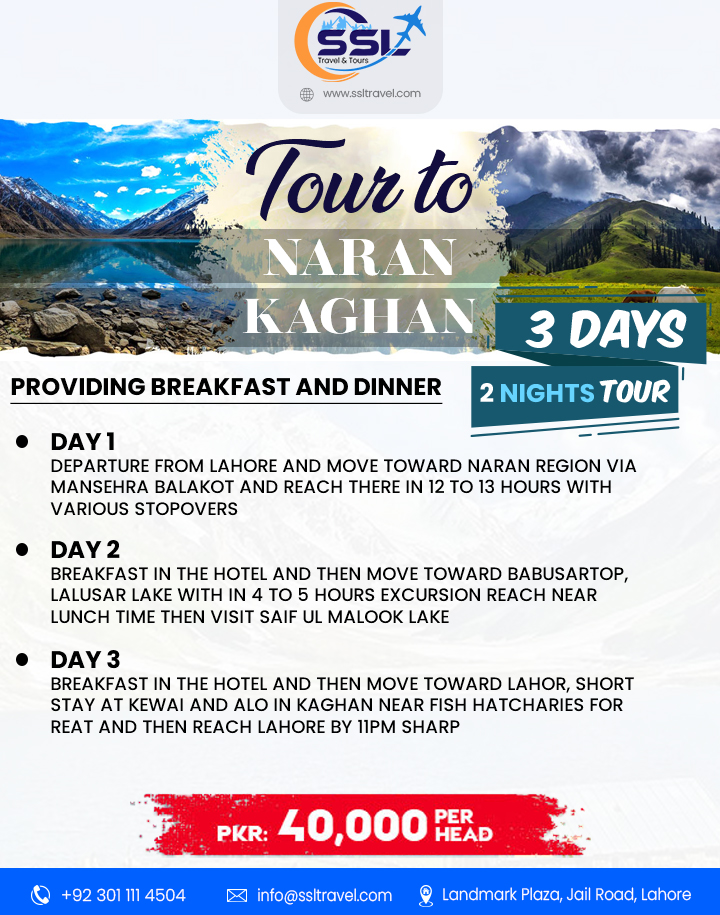 SSL
Travel & Tours
www.ssltravel.com
Tour to
NARAN
KAGHAN
3 DAYS
2 NIGHTS TOUR
PROVIDING BREAKFAST AND DINNER
DAY 1
DEPARTURE FROM LAHORE AND MOVE TOWARD NARAN REGION VIA
MANSEHRA BALAKOT AND REACH THERE IN 12 TO 13 HOURS WITH
VARIOUS STOPOVERS
DAY 2
BREAKFAST IN THE HOTEL AND THEN MOVE TOWARD BABUSARTOP,
LALUSAR LAKE WITH IN 4 TO 5 HOURS EXCURSION REACH NEAR
LUNCH TIME THEN VISIT SAIF UL MALOOK LAKE
DAY 3
BREAKFAST IN THE HOTEL AND THEN MOVE TOWARD LAHOR, SHORT
STAY AT KEWAI AND ALO IN KAGHAN NEAR FISH HATCHARIES FOR
REAT AND THEN REACH LAHORE BY 11PM SHARP
PKR: 40,000 PER HEAD
+92 301 111 4504
info@ssltravel.com
Landmark Plaza, Jail Road, Lahore